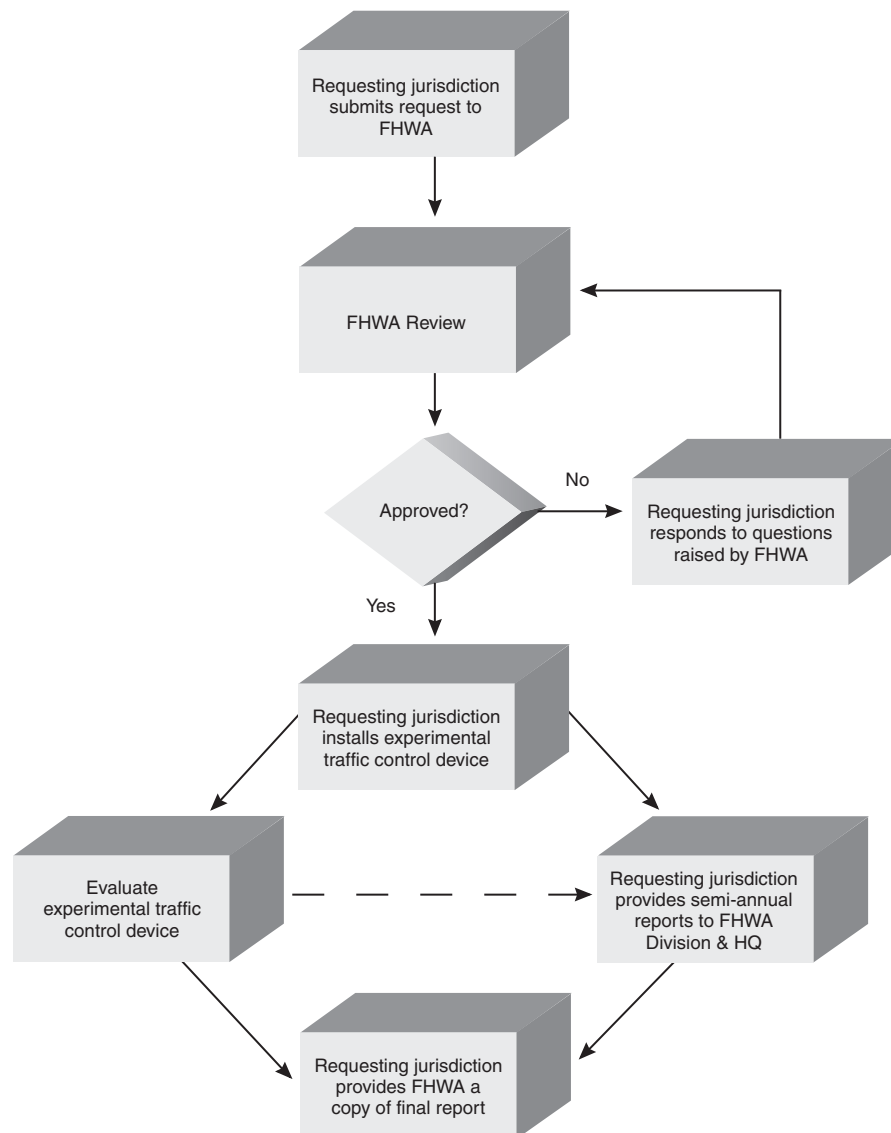 Requesting jurisdiction
submits request to
FHWA
FHWA Review
Approved?
No
Requesting jurisdiction
responds to questions
raised by FHWA
Yes
Requesting jurisdiction
installs experimental
traffic control device
Evaluate
experimental traffic
control device
Requesting jurisdiction
provides semi-annual
reports to FHWA
Division & HQ
Requesting jurisdiction
provides FHWA a
copy of final report